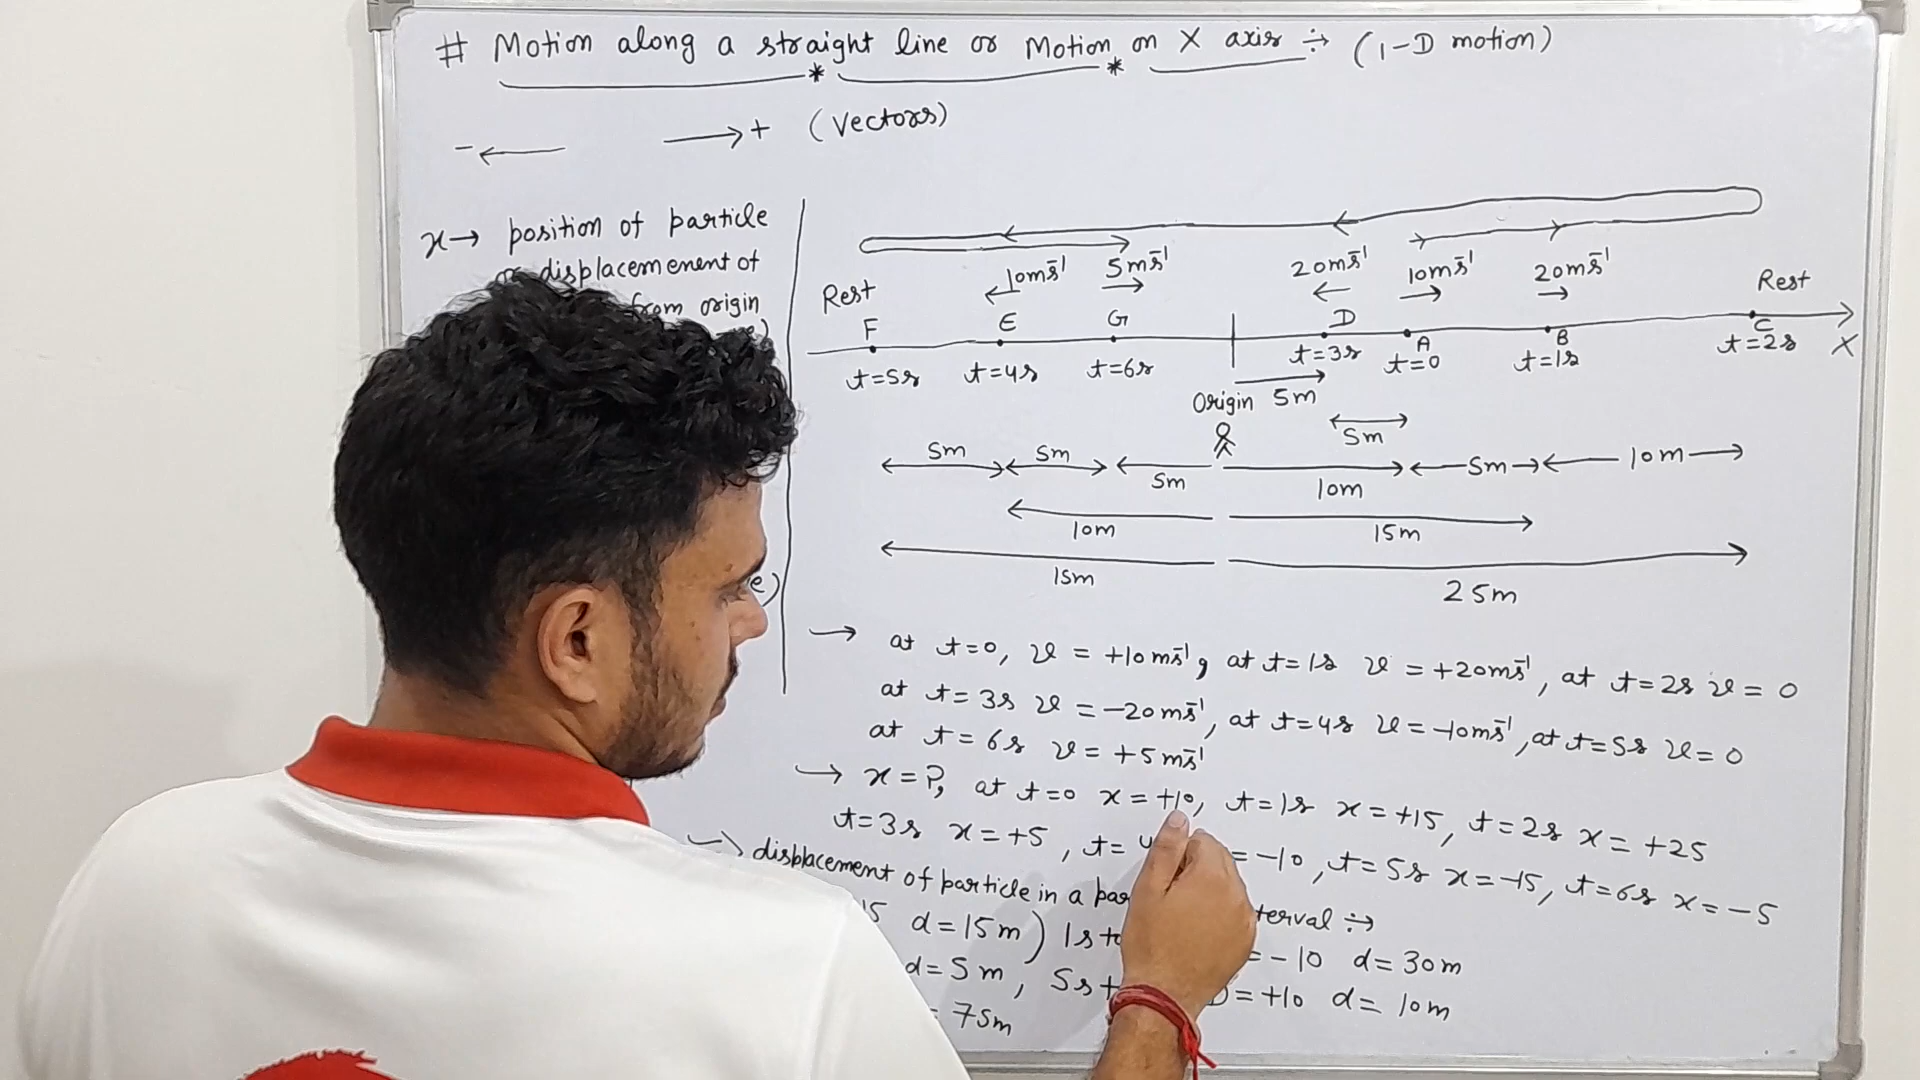 # Motion along a straight line or Motion on X axis ÷ (1-D motion)
- ← → + (Vectors)
x → position of particle
or displacemenent of
from origin
e)
Rest F t=5s
10ms⁻¹ E t=4s
5ms⁻¹ G t=6s
Origin
20ms⁻¹ D t=3s
10ms⁻¹ A t=0
20ms⁻¹ B t=1s
Rest C t=2s X
5m
5m
5m 5m 5m 10m 5m 10m
10m 15m
15m 25m
→ at t=0, v = +10ms⁻¹, at t=1s v = +20ms⁻¹, at t=2s v = 0
at t=3s v = -20ms⁻¹, at t=4s v = -10ms⁻¹, at t=5s v = 0
at t=6s v = +5ms⁻¹
→ x=?, at t=0 x=+10, t=1s x=+15, t=2s x=+25
t=3s x=+5, t=4 =-10, t=5s x=-15, t=6s x=-5
→ displacement of particle in a terval ÷
15 d=15m) 1s =-10 d=30m
d=5m, 5s =+10 d=10m
= 75m